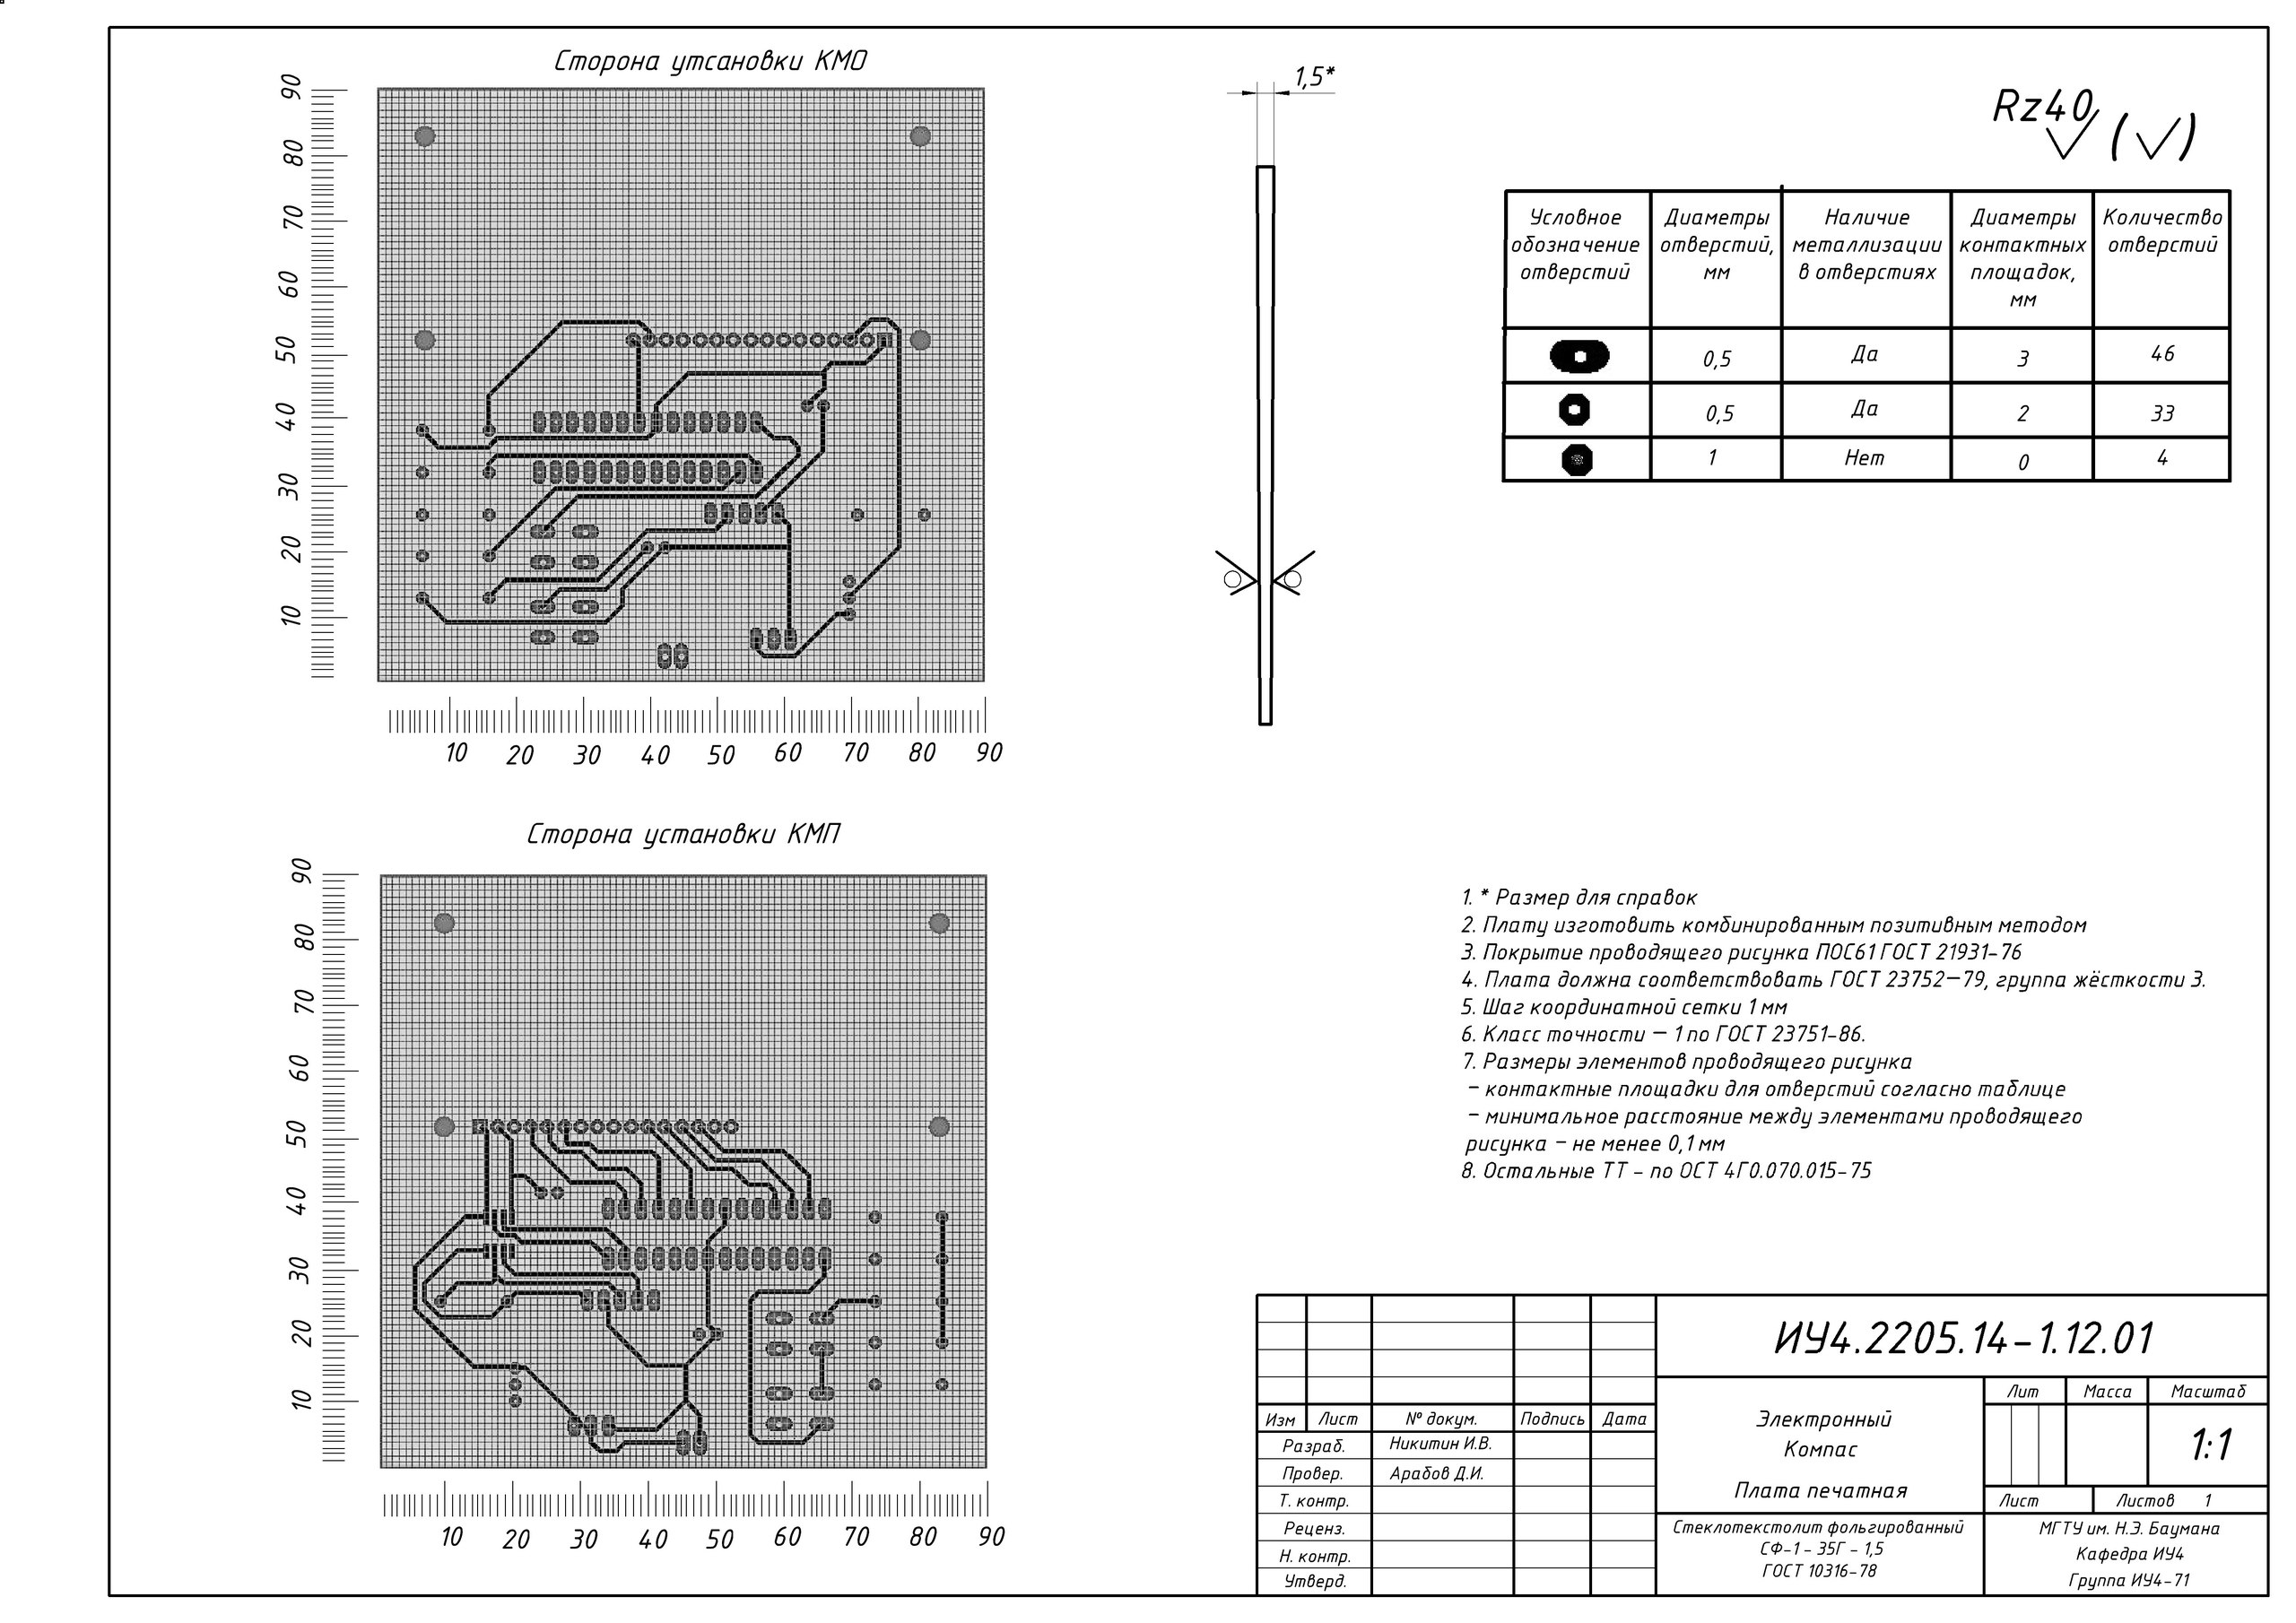 Сторона утсановки КМО
90
80
70
60
50
40
30
20
10
10 20 30 40 50 60 70 80 90
1,5*
Rz40
(√)
Условное обозначение отверстий
Диаметры отверстий, мм
Наличие металлизации в отверстиях
Диаметры контактных площадок, мм
Количество отверстий
0,5 Да 3 46
0,5 Да 2 33
1 Нет 0 4
Сторона установки КМП
90
80
70
60
50
40
30
20
10
10 20 30 40 50 60 70 80 90
1. * Размер для справок
2. Плату изготовить комбинированным позитивным методом
3. Покрытие проводящего рисунка ПОС61 ГОСТ 21931-76
4. Плата должна соответствовать ГОСТ 23752-79, группа жёсткости 3.
5. Шаг координатной сетки 1 мм
6. Класс точности - 1 по ГОСТ 23751-86.
7. Размеры элементов проводящего рисунка
- контактные площадки для отверстий согласно таблице
- минимальное расстояние между элементами проводящего
рисунка - не менее 0,1 мм
8. Остальные ТТ - по ОСТ 4Г0.070.015-75
ИУ4.2205.14-1.12.01
Изм Лист № докум. Подпись Дата
Разраб. Никитин И.В.
Провер. Арабов Д.И.
Т. контр.
Реценз.
Н. контр.
Утверд.
Электронный
Компас
Плата печатная
Лит Масса Масштаб
1:1
Лист Листов 1
Стеклотекстолит фольгированный
СФ-1 - 35Г - 1,5
ГОСТ 10316-78
МГТУ им. Н.Э. Баумана
Кафедра ИУ4
Группа ИУ4-71